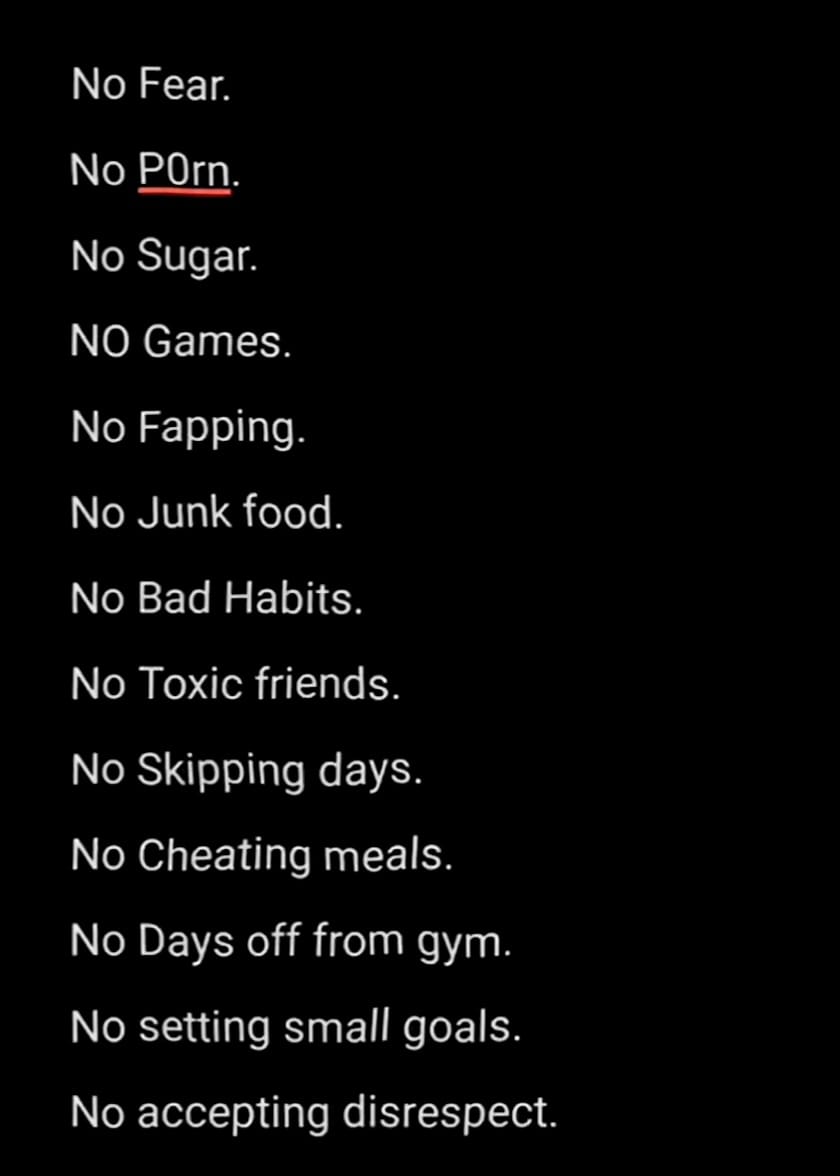 No Fear.
No P0rn.
No Sugar.
NO Games.
No Fapping.
No Junk food.
No Bad Habits.
No Toxic friends.
No Skipping days.
No Cheating meals.
No Days off from gym.
No setting small goals.
No accepting disrespect.